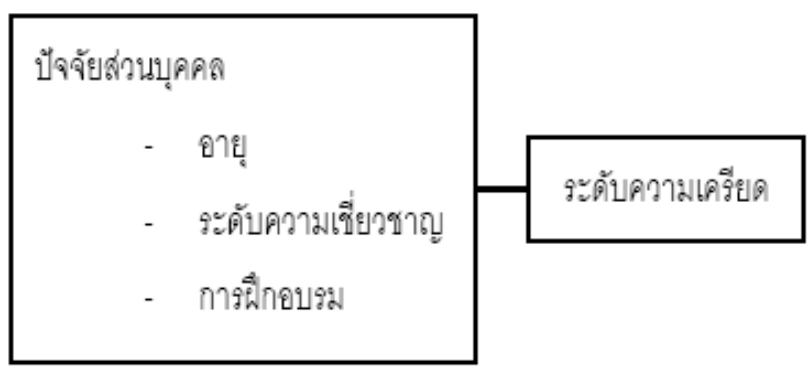 ปัจจัยส่วนบุคคล
- อายุ
- ระดับความเชี่ยวชาญ
- การฝึกอบรม
ระดับความเครียด